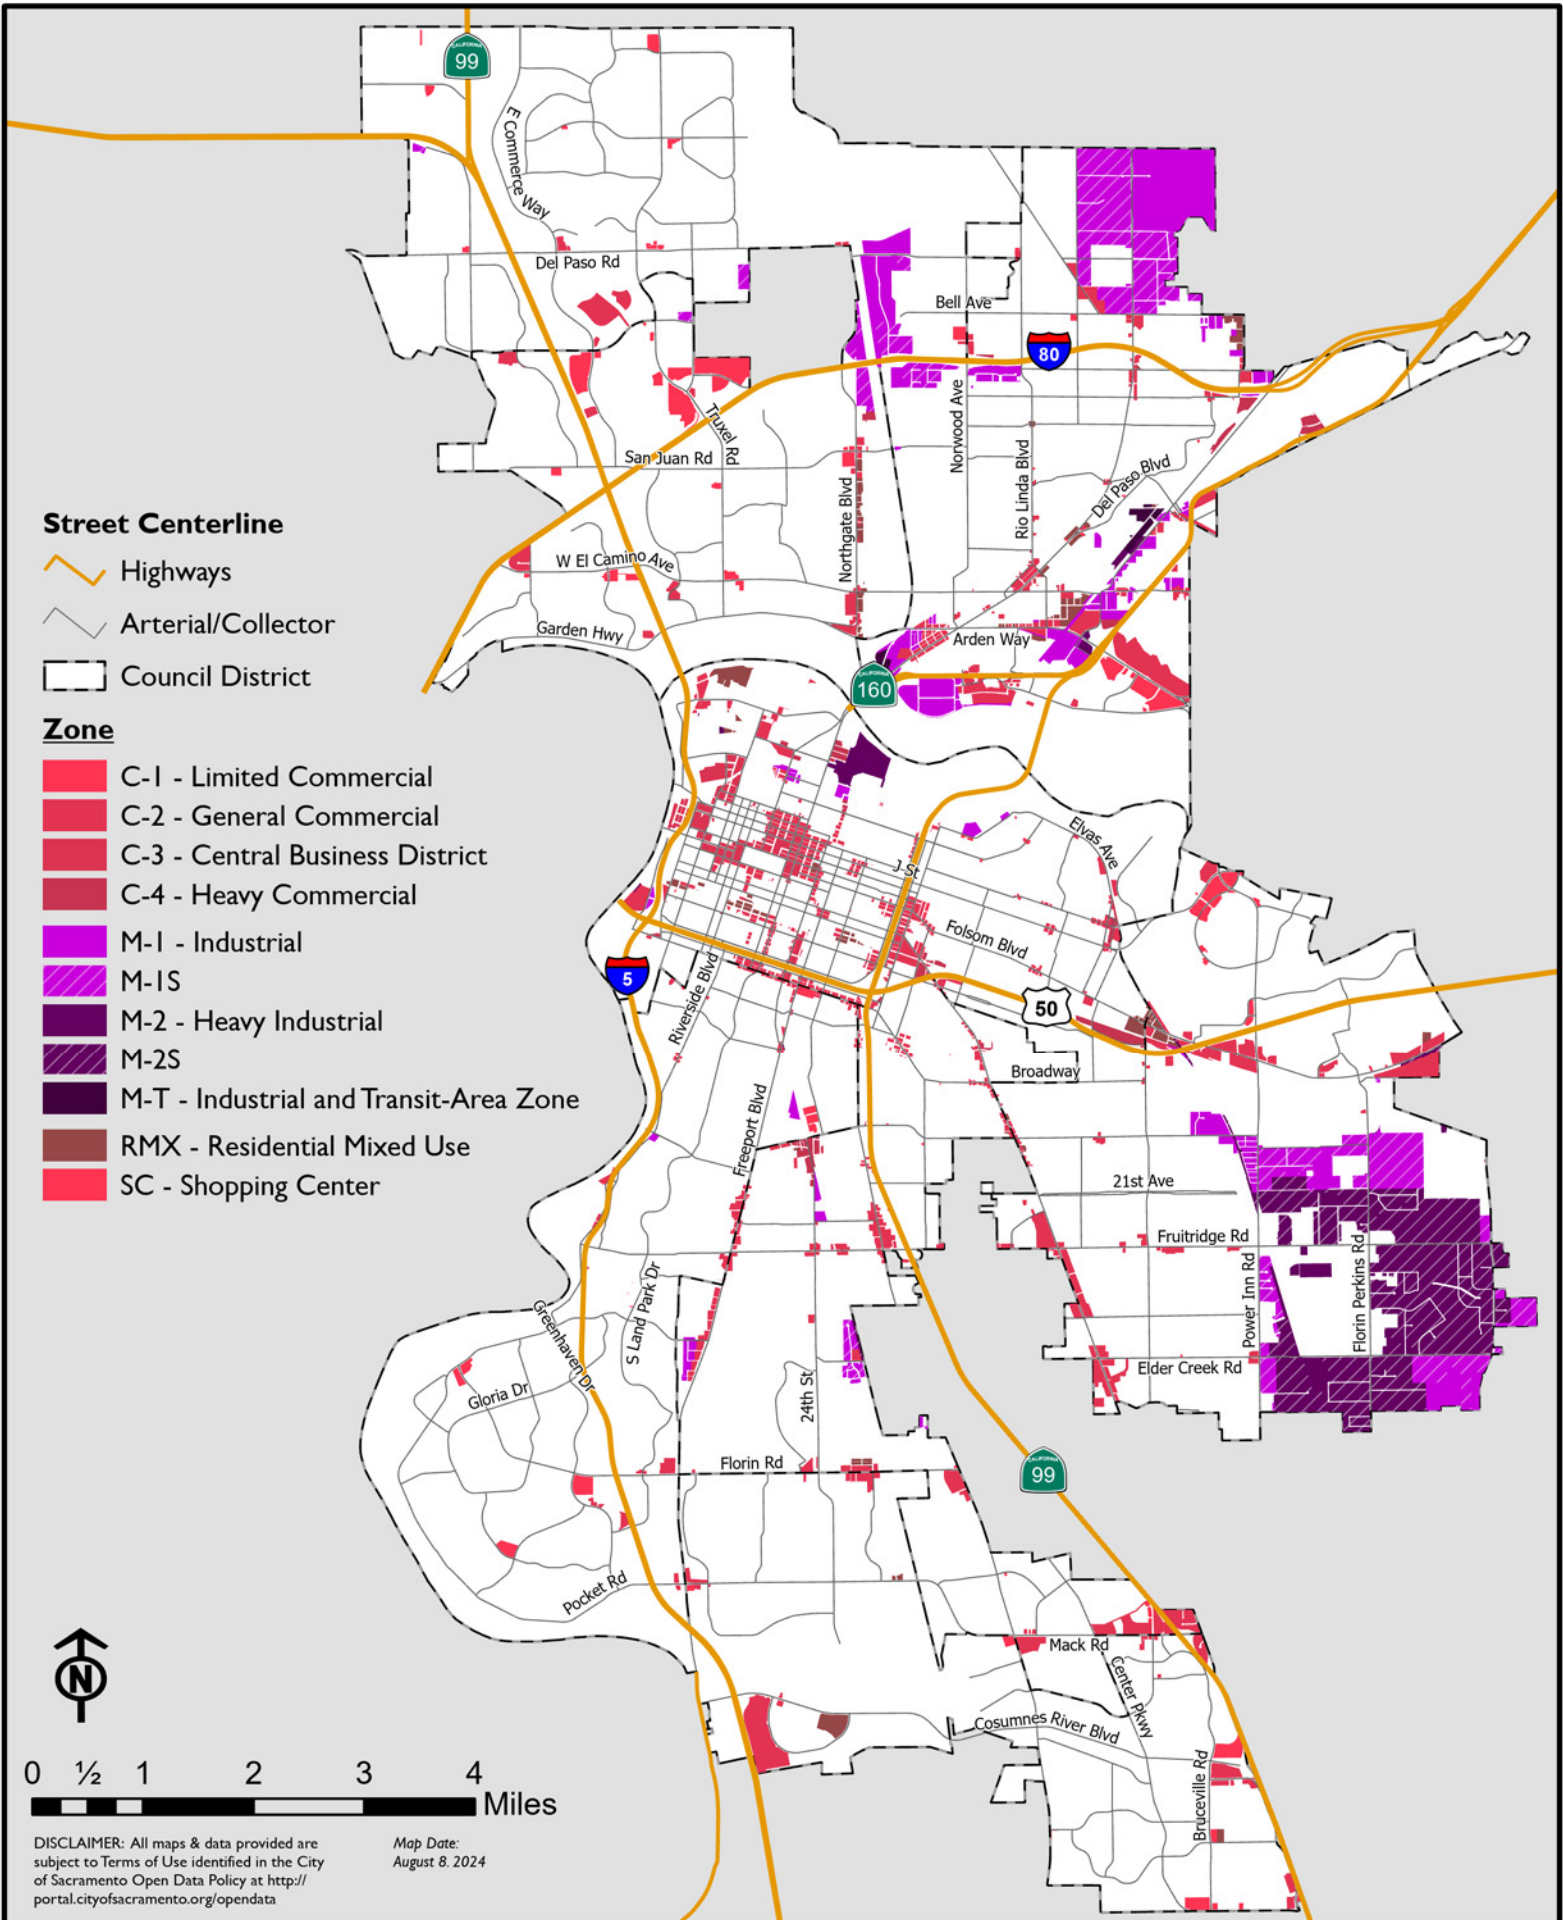 CALIFORNIA
99
E Commerce Way
Del Paso Rd
Bell Ave
80
Truxel Rd
San Juan Rd
Norwood Ave
Rio Linda Blvd
Del Paso Blvd
Northgate Blvd
W El Camino Ave
Garden Hwy
Arden Way
CALIFORNIA
160
Street Centerline
Highways
Arterial/Collector
Council District
Zone
C-1 - Limited Commercial
C-2 - General Commercial
C-3 - Central Business District
C-4 - Heavy Commercial
M-1 - Industrial
M-1S
M-2 - Heavy Industrial
M-2S
M-T - Industrial and Transit-Area Zone
RMX - Residential Mixed Use
SC - Shopping Center
Elvas Ave
J St
Folsom Blvd
5
Riverside Blvd
50
Broadway
Freeport Blvd
21st Ave
Fruitridge Rd
Power Inn Rd
Florin Perkins Rd
S Land Park Dr
Greenhaven Dr
Elder Creek Rd
Gloria Dr
24th St
Florin Rd
CALIFORNIA
99
Pocket Rd
Mack Rd
Center Pkwy
Cosumnes River Blvd
Bruceville Rd
N
0 ½ 1 2 3 4
Miles
DISCLAIMER: All maps & data provided are
subject to Terms of Use identified in the City
of Sacramento Open Data Policy at http://
portal.cityofsacramento.org/opendata
Map Date:
August 8. 2024